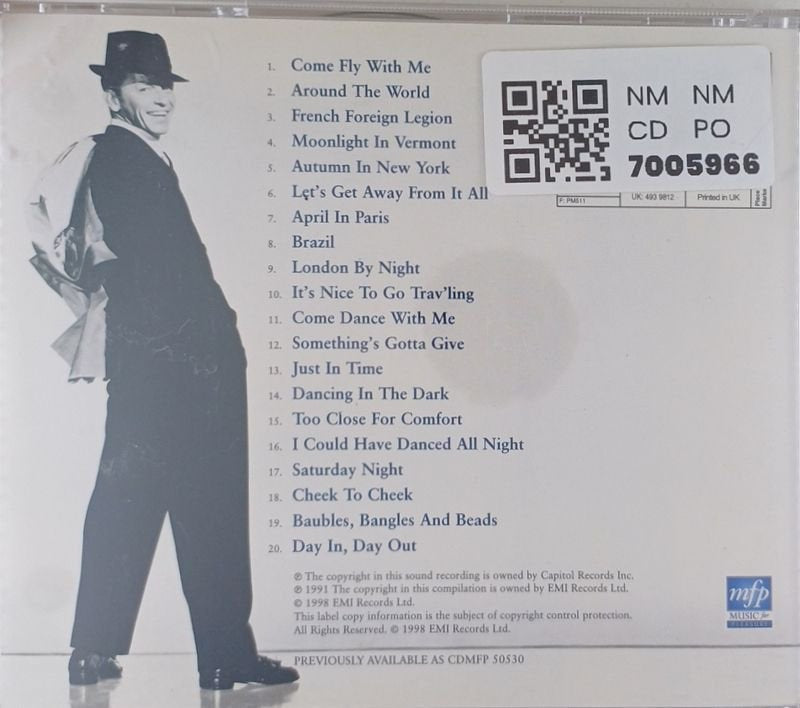 1. Come Fly With Me
2. Around The World
3. French Foreign Legion
4. Moonlight In Vermont
5. Autumn In New York
6. Let's Get Away From It All
7. April In Paris
8. Brazil
9. London By Night
10. It's Nice To Go Trav'ling
11. Come Dance With Me
12. Something's Gotta Give
13. Just In Time
14. Dancing In The Dark
15. Too Close For Comfort
16. I Could Have Danced All Night
17. Saturday Night
18. Cheek To Cheek
19. Baubles, Bangles And Beads
20. Day In, Day Out
NM NM
CD PO
7005966
F: PM511
UK: 493 9812
Printed in UK
℗ The copyright in this sound recording is owned by Capitol Records Inc.
℗ 1991 The copyright in this compilation is owned by EMI Records Ltd.
© 1998 EMI Records Ltd.
This label copy information is the subject of copyright control protection.
All Rights Reserved. © 1998 EMI Records Ltd.
PREVIOUSLY AVAILABLE AS CDMFP 50530
mfp
MUSIC for
PLEASURE